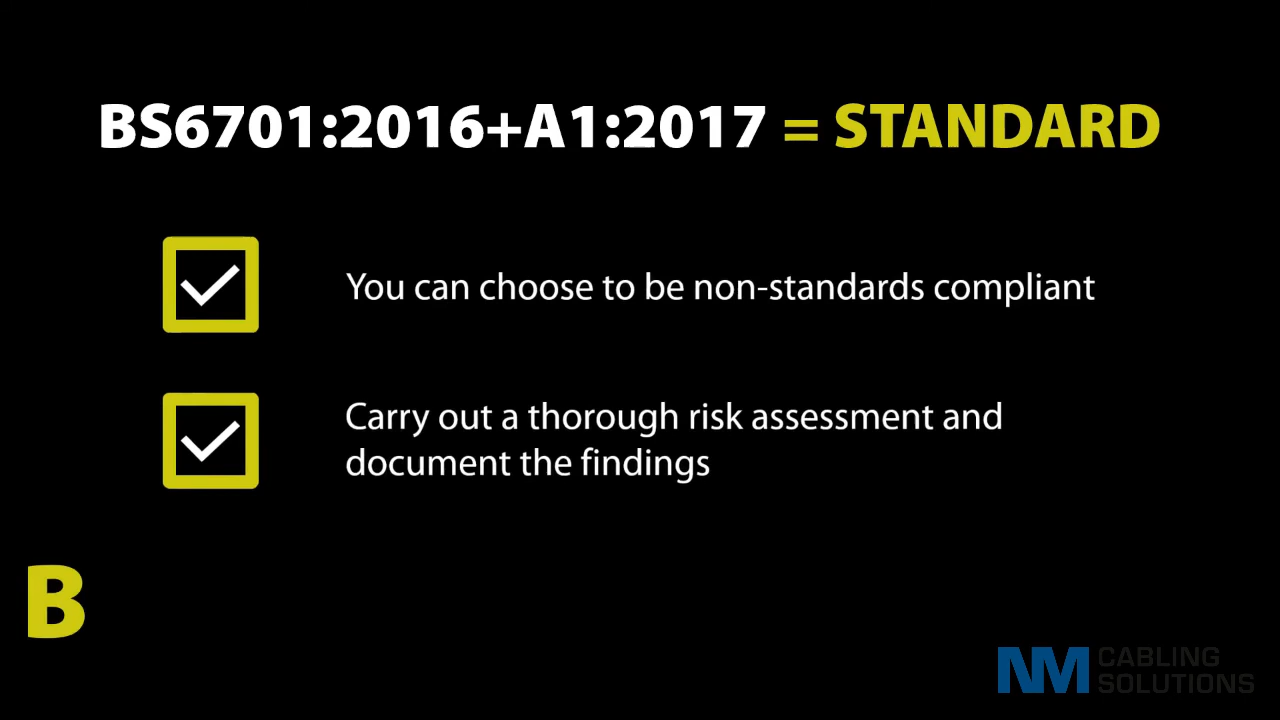 BS6701:2016+A1:2017 = STANDARD
You can choose to be non-standards compliant
Carry out a thorough risk assessment and
document the findings
B
NM CABLING
SOLUTIONS